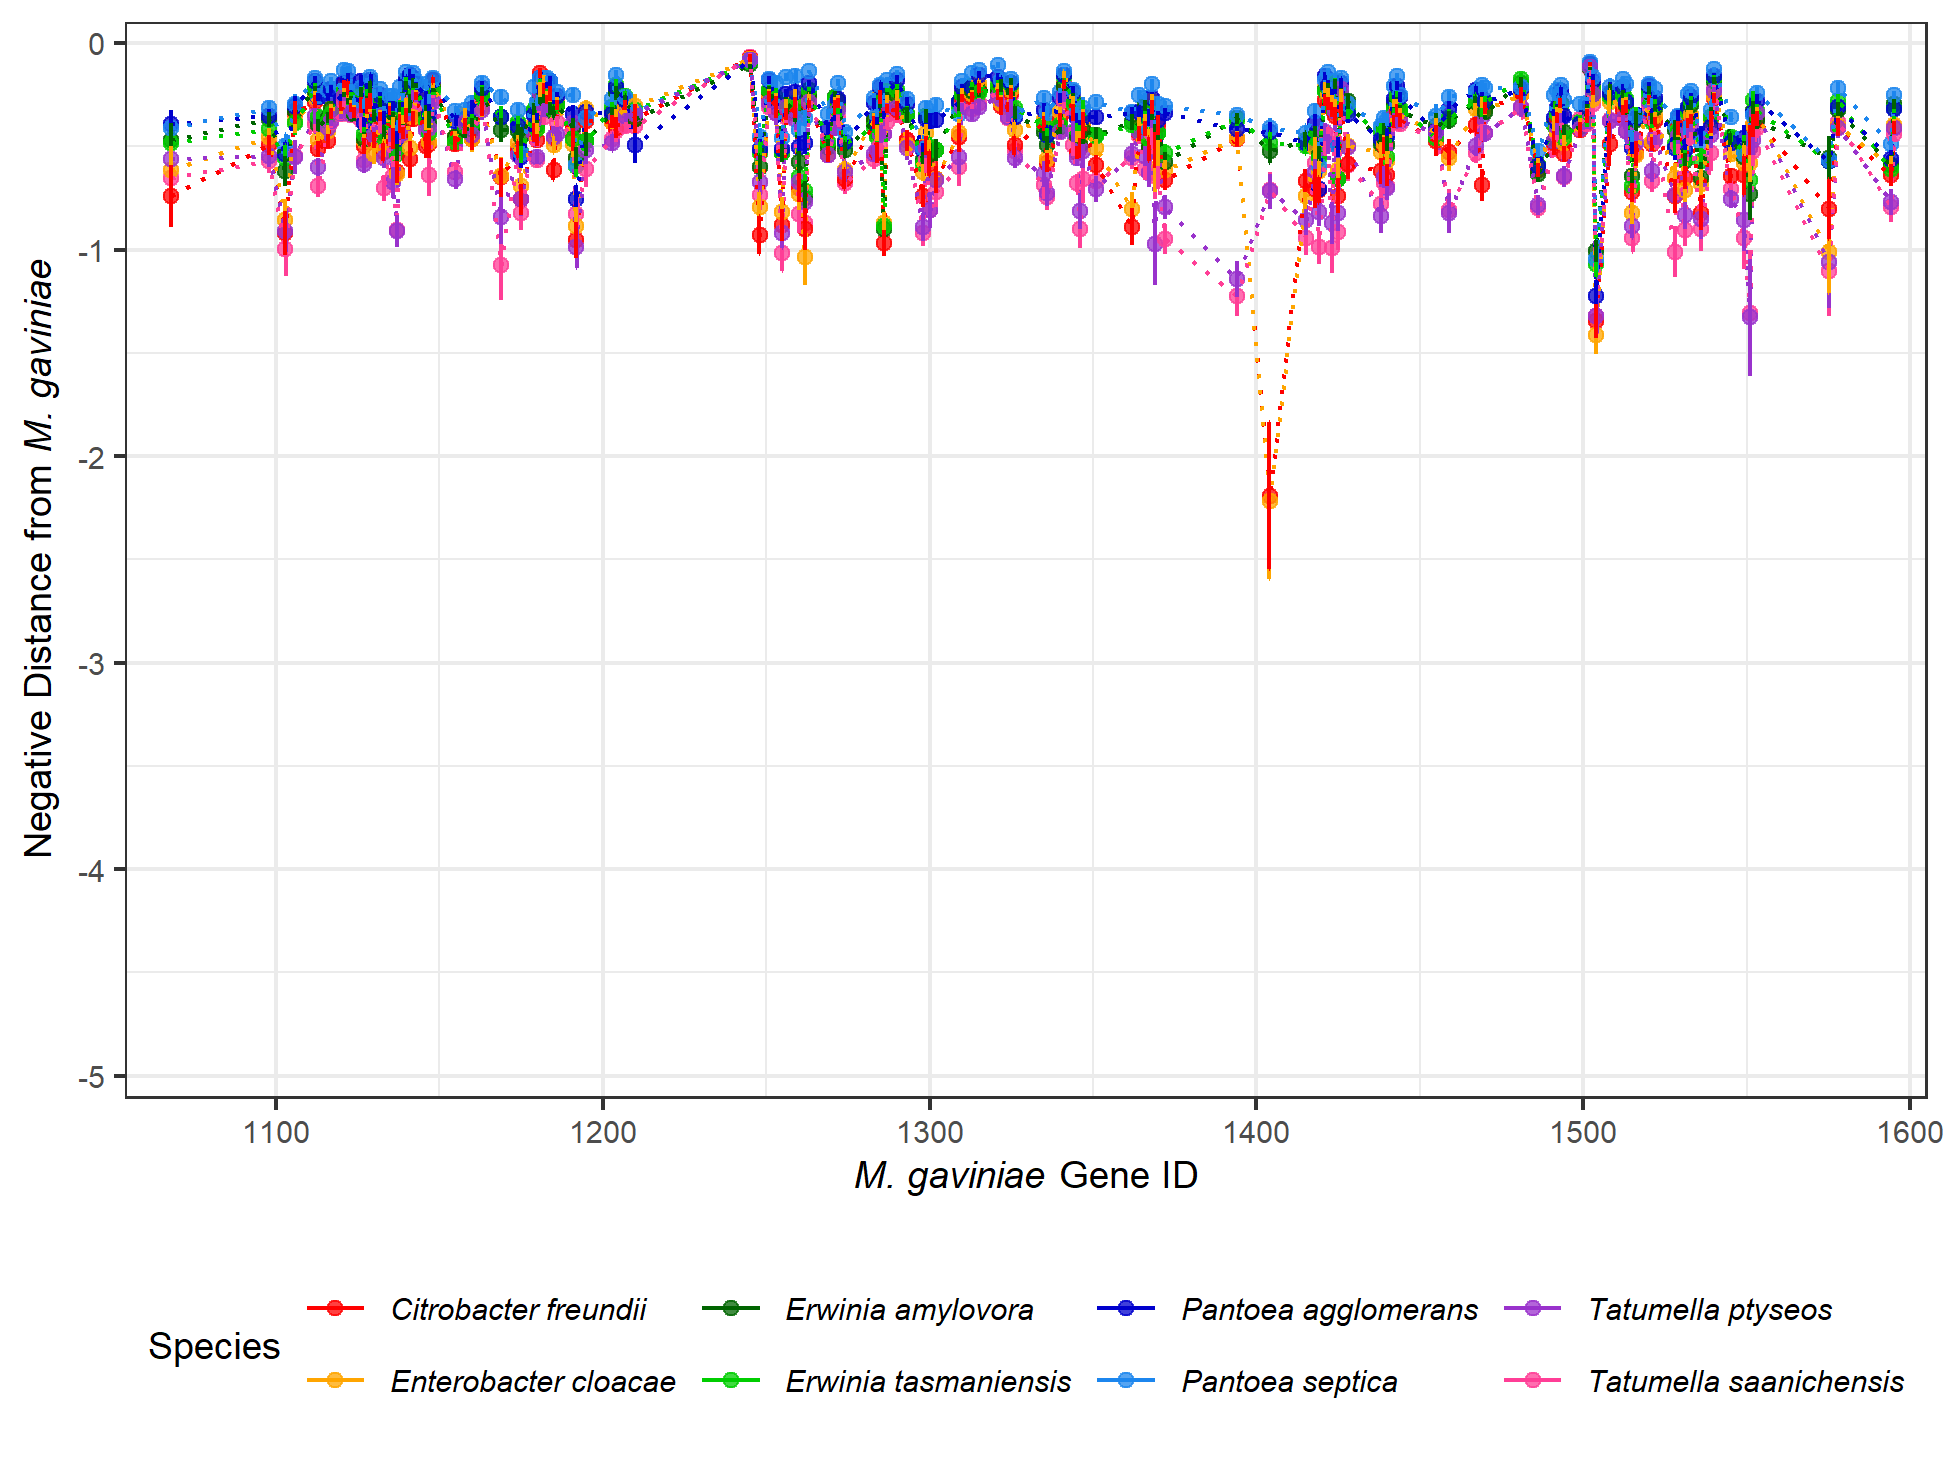 0
-1
-2
-3
-4
-5
Negative Distance from M. gaviniae
1100 1200 1300 1400 1500 1600
M. gaviniae Gene ID
Species
Citrobacter freundii Erwinia amylovora Pantoea agglomerans Tatumella ptyseos
Enterobacter cloacae Erwinia tasmaniensis Pantoea septica Tatumella saanichensis